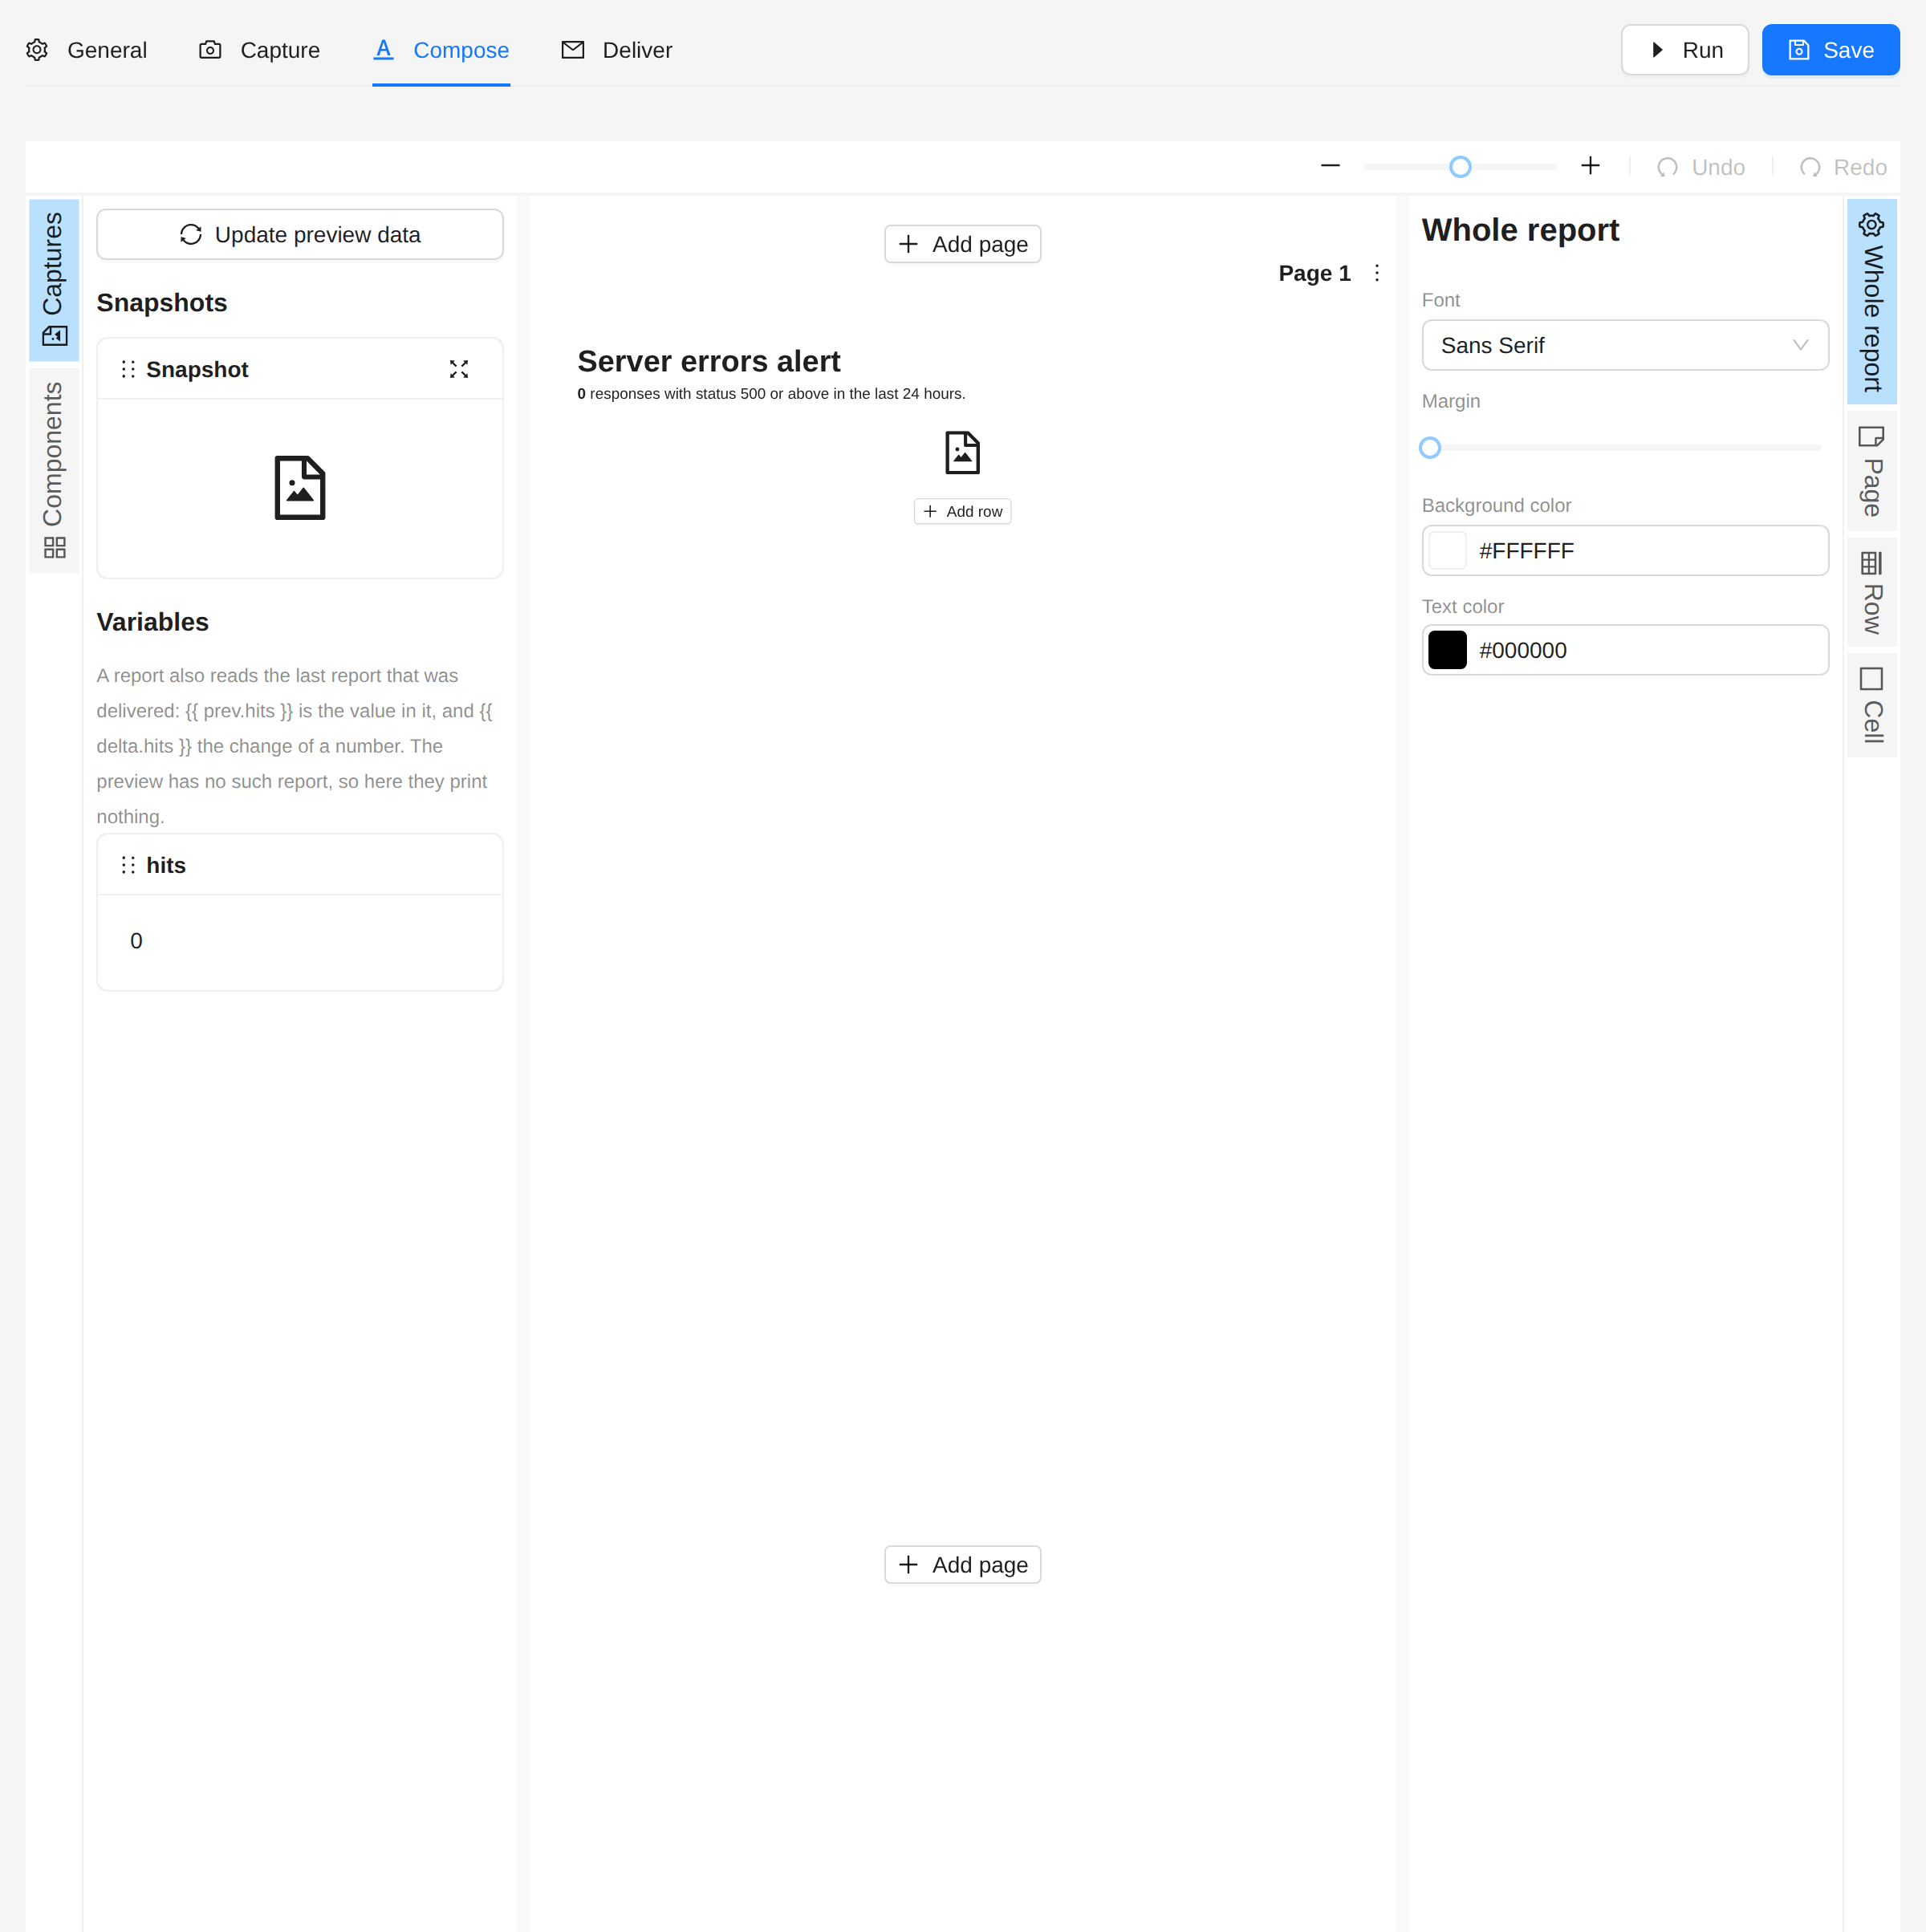 General
Capture
Compose
Deliver
Run
Save
Undo
Redo
Captures
Components
Update preview data
Snapshots
Snapshot
Variables
A report also reads the last report that was
delivered: {{ prev.hits }} is the value in it, and {{
delta.hits }} the change of a number. The
preview has no such report, so here they print
nothing.
hits
0
Add page
Page 1
Server errors alert
0 responses with status 500 or above in the last 24 hours.
Add row
Add page
Whole report
Font
Sans Serif
Margin
Background color
#FFFFFF
Text color
#000000
Whole report
Page
Row
Cell